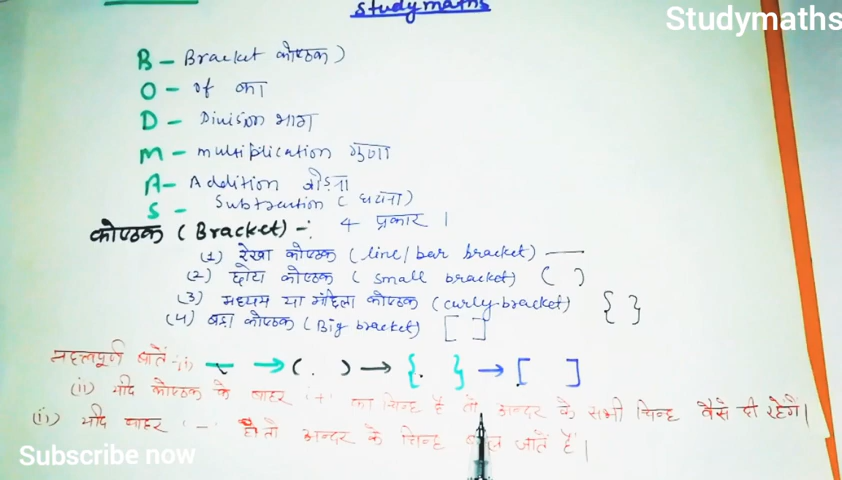 Studymaths
Studymaths
B - Bracket कोष्ठक)
O - of का
D - Division भाग
M - multiplication गुणा
A - Addition जोड़ना
S - Subtraction ( घटाना)
कोष्ठक ( Bracket) -: 4 प्रकार ।
(1) रेखा कोष्ठक ( line/bar bracket) —
(2) छोटा कोष्ठक ( small bracket) ( )
(3) मध्यम या मंझिला कोष्ठक (curly bracket) { }
(4) बड़ा कोष्ठक (Big bracket) [ ]
महत्वपूर्ण बातें -:(i) — → ( . ) → {. } → [ ]
(ii) यदि कोष्ठक के बाहर (+) का चिन्ह है तो अन्दर के सभी चिन्ह वैसे ही रहेगें।
(ii) यदि बाहर - हो तो अन्दर के चिन्ह जाते हैं।
Subscribe now